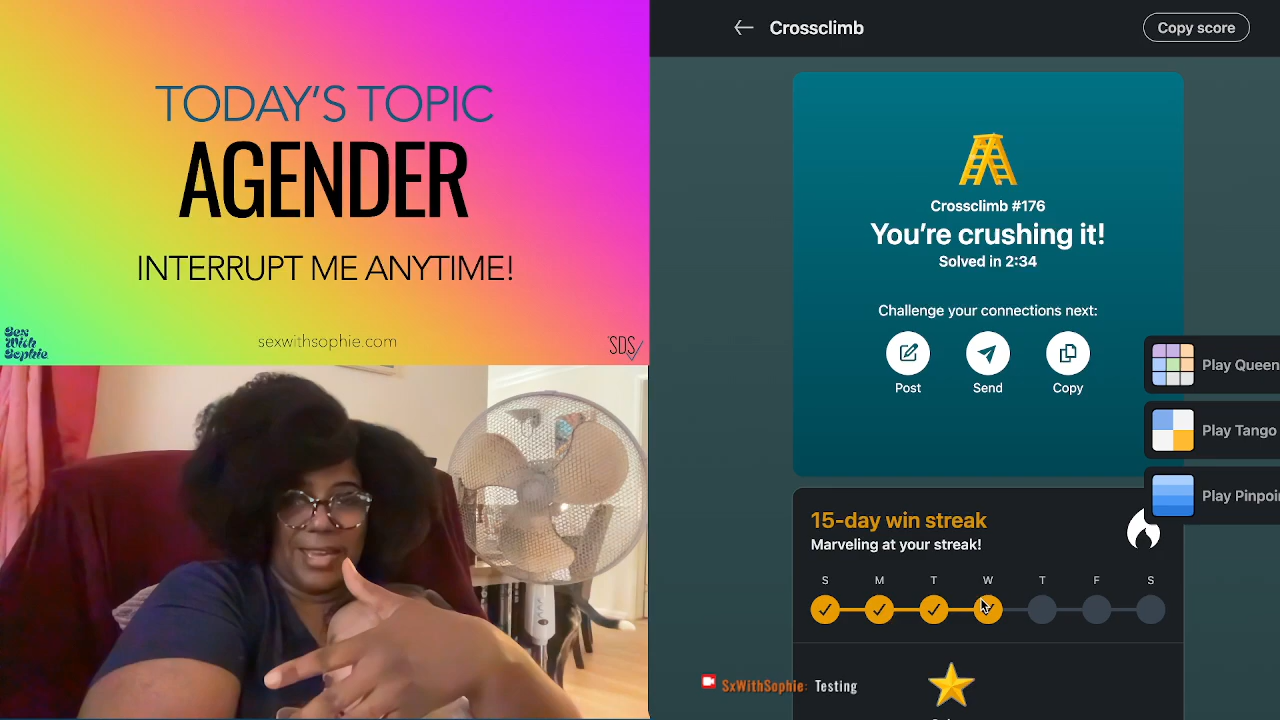 TODAY'S TOPIC
AGENDER
INTERRUPT ME ANYTIME!
Sex
With
Sophie
sexwithsophie.com
SDS
Crossclimb
Copy score
Crossclimb #176
You're crushing it!
Solved in 2:34
Challenge your connections next:
Post
Send
Copy
Play Queen
Play Tango
Play Pinpoi
15-day win streak
Marveling at your streak!
S M T W T F S
SxWithSophie: Testing